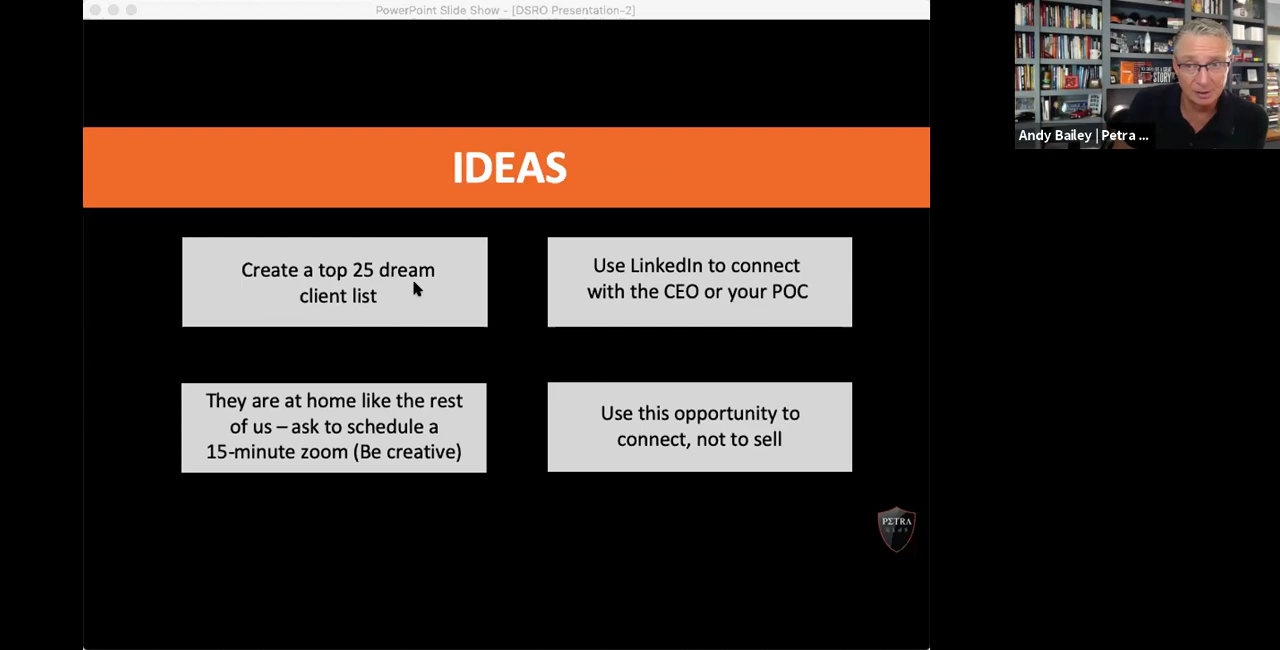 PowerPoint Slide Show - [DSRO Presentation-2]
IDEAS
Create a top 25 dream
client list
Use LinkedIn to connect
with the CEO or your POC
They are at home like the rest
of us – ask to schedule a
15-minute zoom (Be creative)
Use this opportunity to
connect, not to sell
PETRA
STORY
Andy Bailey | Petra ...